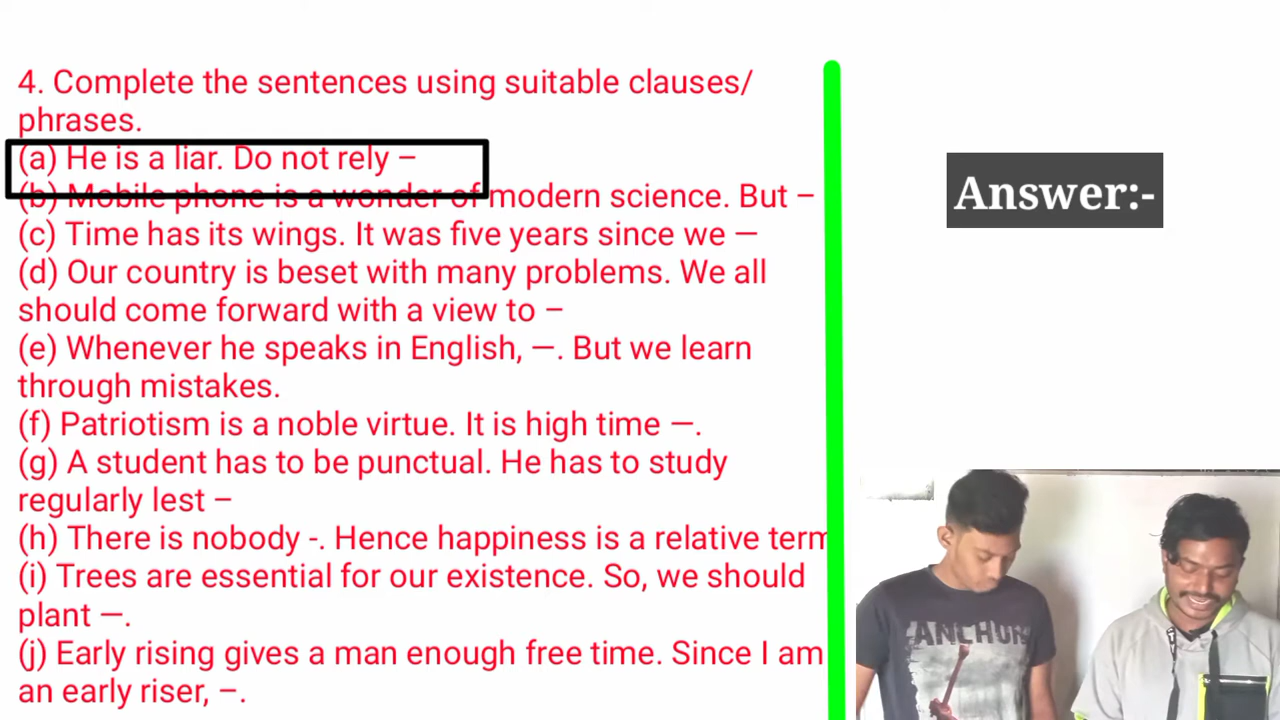 4. Complete the sentences using suitable clauses/
phrases.
(a) He is a liar. Do not rely –
(b) Mobile phone is a wonder of modern science. But –
(c) Time has its wings. It was five years since we —
(d) Our country is beset with many problems. We all
should come forward with a view to –
(e) Whenever he speaks in English, —. But we learn
through mistakes.
(f) Patriotism is a noble virtue. It is high time —.
(g) A student has to be punctual. He has to study
regularly lest –
(h) There is nobody -. Hence happiness is a relative term
(i) Trees are essential for our existence. So, we should
plant —.
(j) Early rising gives a man enough free time. Since I am
an early riser, –.
Answer:-
ANCHOR